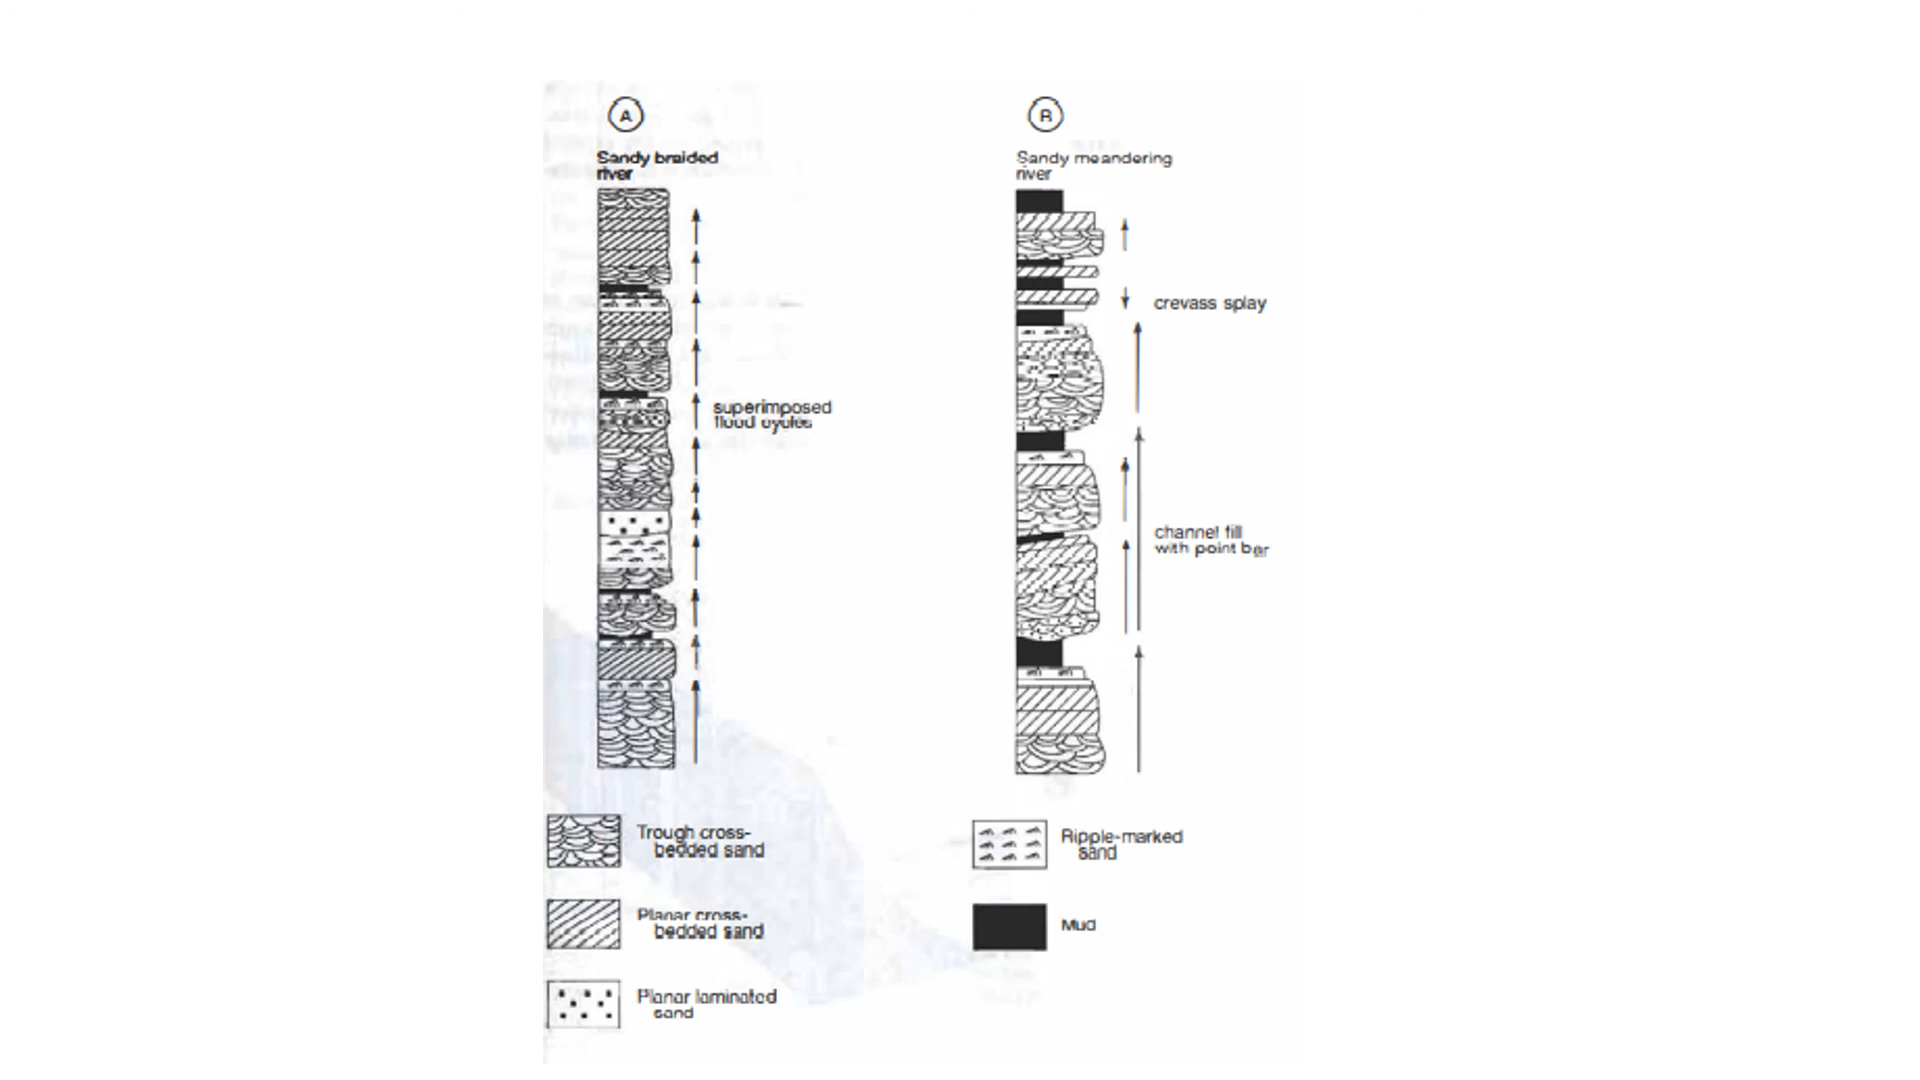 A
B
Sandy braided
river
Sandy meandering
river
crevass splay
superimposed
flood cycles
channel fill
with point bar
Trough cross-
bedded sand
Ripple-marked
sand
Planar cross-
bedded sand
Mud
Planar laminated
sand